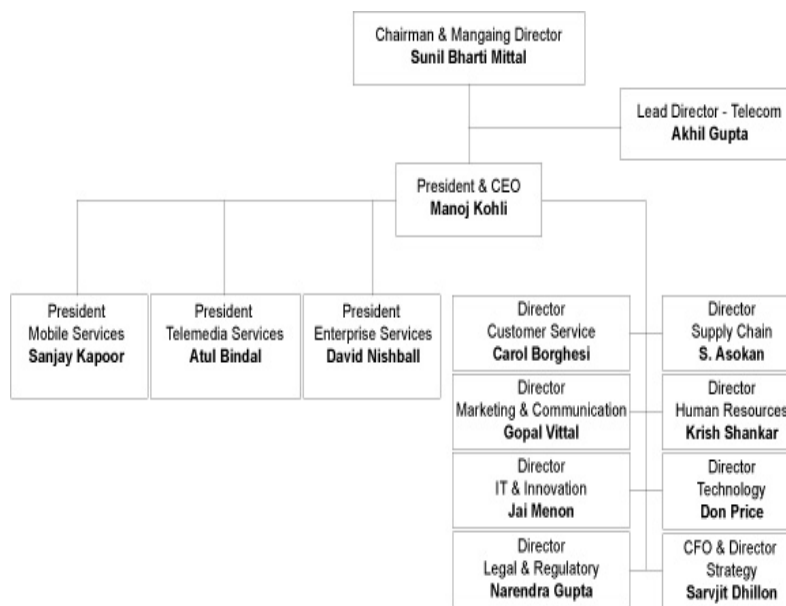 Chairman & Mangaing Director
Sunil Bharti Mittal
Lead Director - Telecom
Akhil Gupta
President & CEO
Manoj Kohli
President
Mobile Services
Sanjay Kapoor
President
Telemedia Services
Atul Bindal
President
Enterprise Services
David Nishball
Director
Customer Service
Carol Borghesi
Director
Supply Chain
S. Asokan
Director
Marketing & Communication
Gopal Vittal
Director
Human Resources
Krish Shankar
Director
IT & Innovation
Jai Menon
Director
Technology
Don Price
Director
Legal & Regulatory
Narendra Gupta
CFO & Director
Strategy
Sarvjit Dhillon